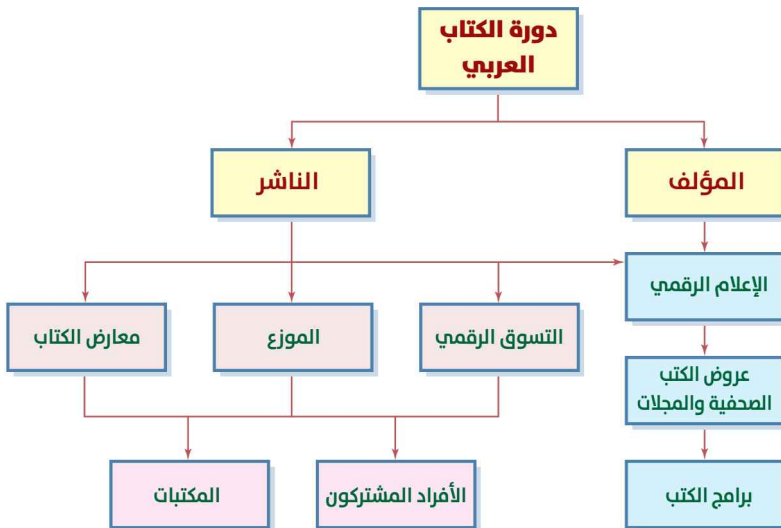 دورة الكتاب
العربي
المؤلف
الناشر
الإعلام الرقمي
التسوق الرقمي
الموزع
معارض الكتاب
عروض الكتب
الصحفية والمجلات
برامج الكتب
الأفراد المشتركون
المكتبات